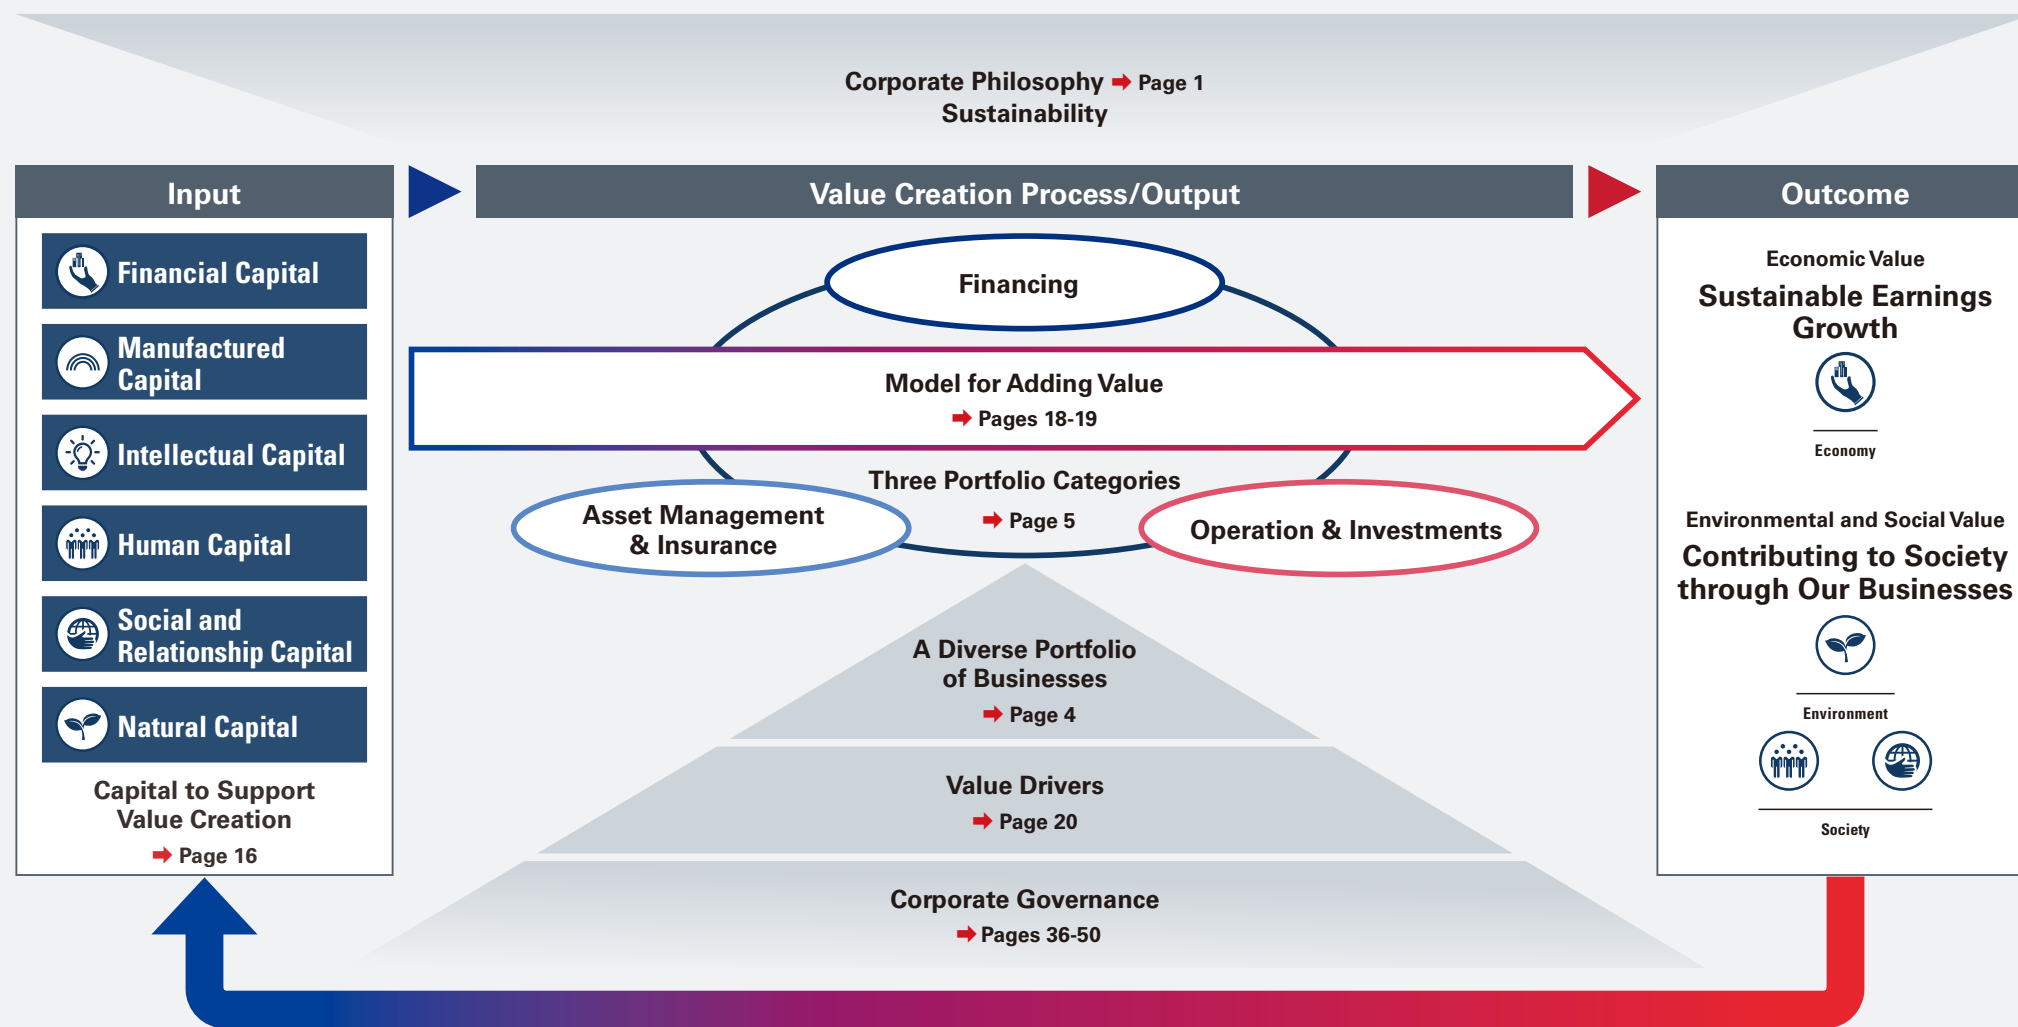 Corporate Philosophy ➡ Page 1
Sustainability
Input
Value Creation Process/Output
Outcome
Financial Capital
Manufactured
Capital
Intellectual Capital
Human Capital
Social and
Relationship Capital
Natural Capital
Capital to Support
Value Creation
➡ Page 16
Financing
Model for Adding Value
➡ Pages 18-19
Three Portfolio Categories
➡ Page 5
Asset Management
& Insurance
Operation & Investments
A Diverse Portfolio
of Businesses
➡ Page 4
Value Drivers
➡ Page 20
Corporate Governance
➡ Pages 36-50
Economic Value
Sustainable Earnings
Growth
Economy
Environmental and Social Value
Contributing to Society
through Our Businesses
Environment
Society